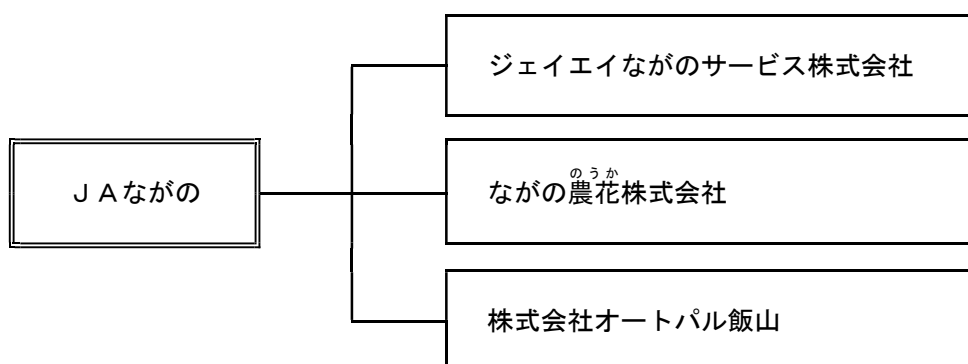 ジェイエイながのサービス株式会社
ＪＡながの
のうか
ながの農花株式会社
株式会社オートパル飯山